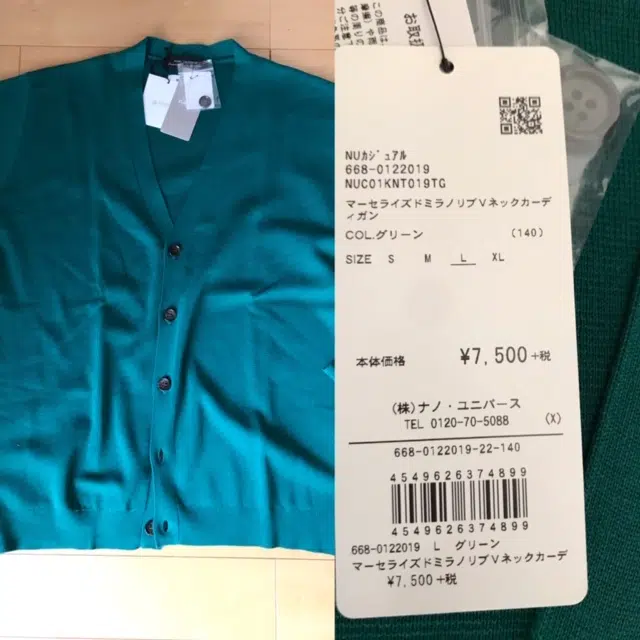 お取扱
この商品は
NUカジュアル
668-0122019
NUC01KNT019TG
マーセライズドミラノリブVネックカーデ
ィガン
COL.グリーン (140)
SIZE S M L XL
本体価格 ¥7,500+税
(株)ナノ・ユニバース
TEL 0120-70-5088 (X)
668-0122019-22-140
4549626374899
4549626374899
668-0122019 L グリーン
マーセライズドミラノリブVネックカーデ
¥7,500+税